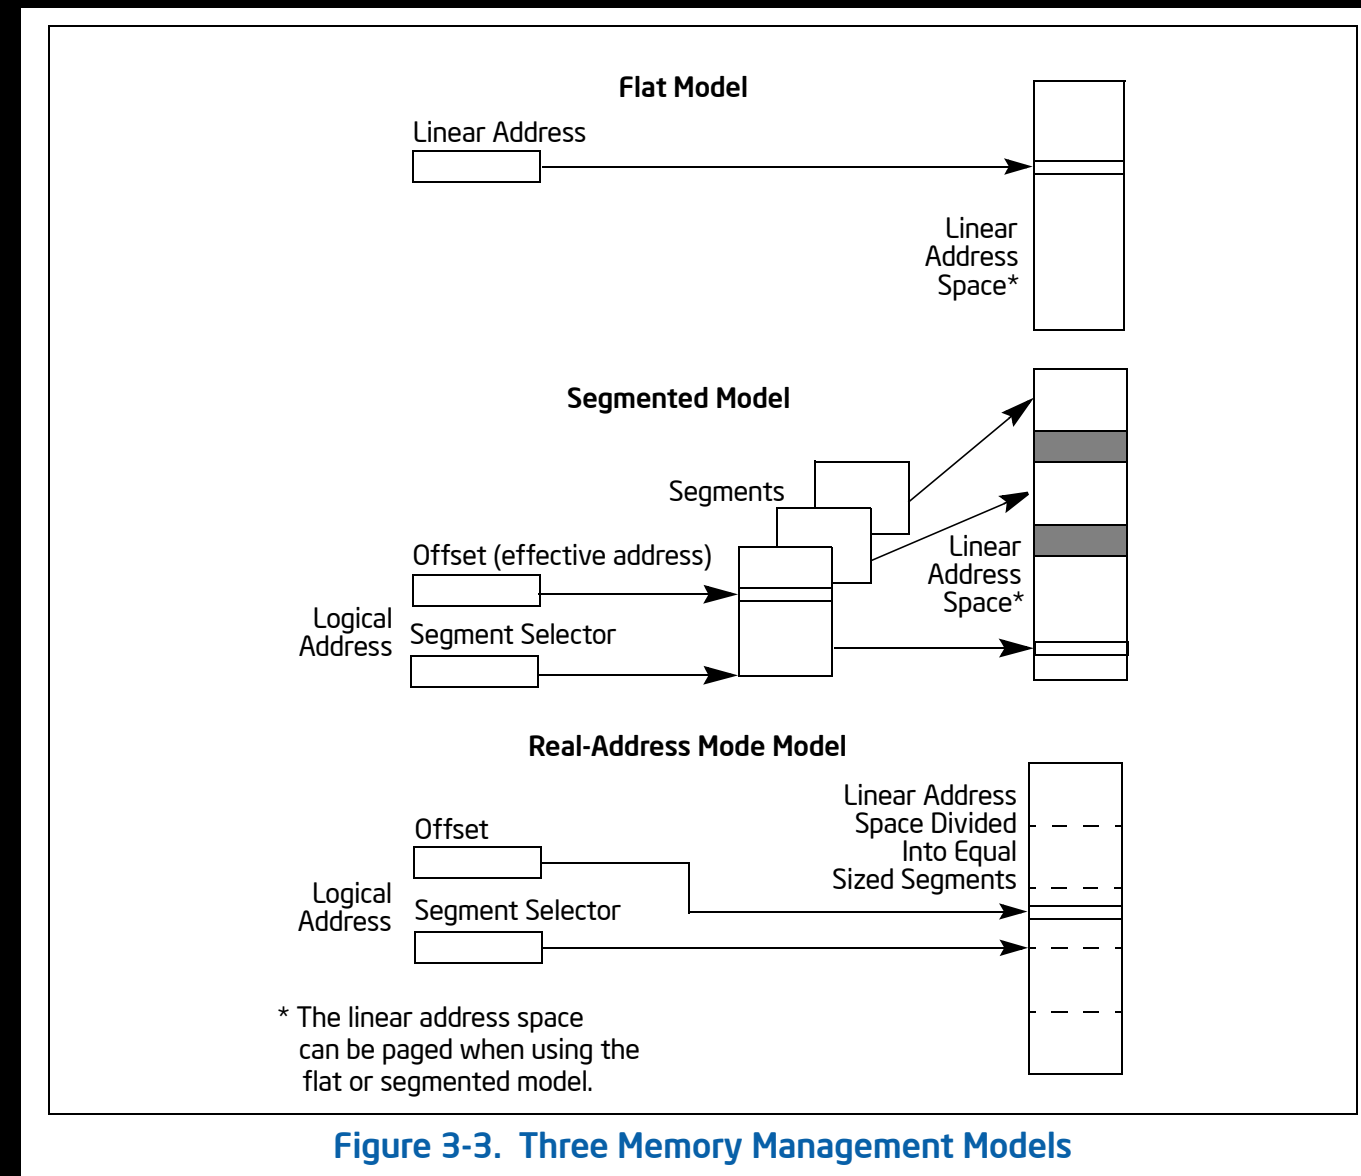 Flat Model
Linear Address
Linear
Address
Space*
Segmented Model
Segments
Offset (effective address)
Linear
Address
Space*
Logical
Address
Segment Selector
Real-Address Mode Model
Linear Address
Space Divided
Into Equal
Sized Segments
Offset
Logical
Address
Segment Selector
* The linear address space
can be paged when using the
flat or segmented model.
Figure 3-3. Three Memory Management Models